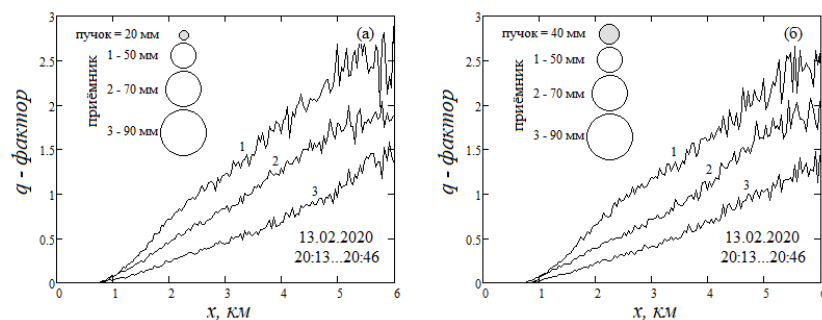 (а)
пучок = 20 мм
1 - 50 мм
2 - 70 мм
3 - 90 мм
приёмник
q - фактор
3
2.5
2
1.5
1
0.5
0
1
2
3
13.02.2020
20:13...20:46
0 1 2 3 4 5 6
x, км
(б)
пучок = 40 мм
1 - 50 мм
2 - 70 мм
3 - 90 мм
приёмник
q - фактор
3
2.5
2
1.5
1
0.5
0
1
2
3
13.02.2020
20:13...20:46
0 1 2 3 4 5 6
x, км